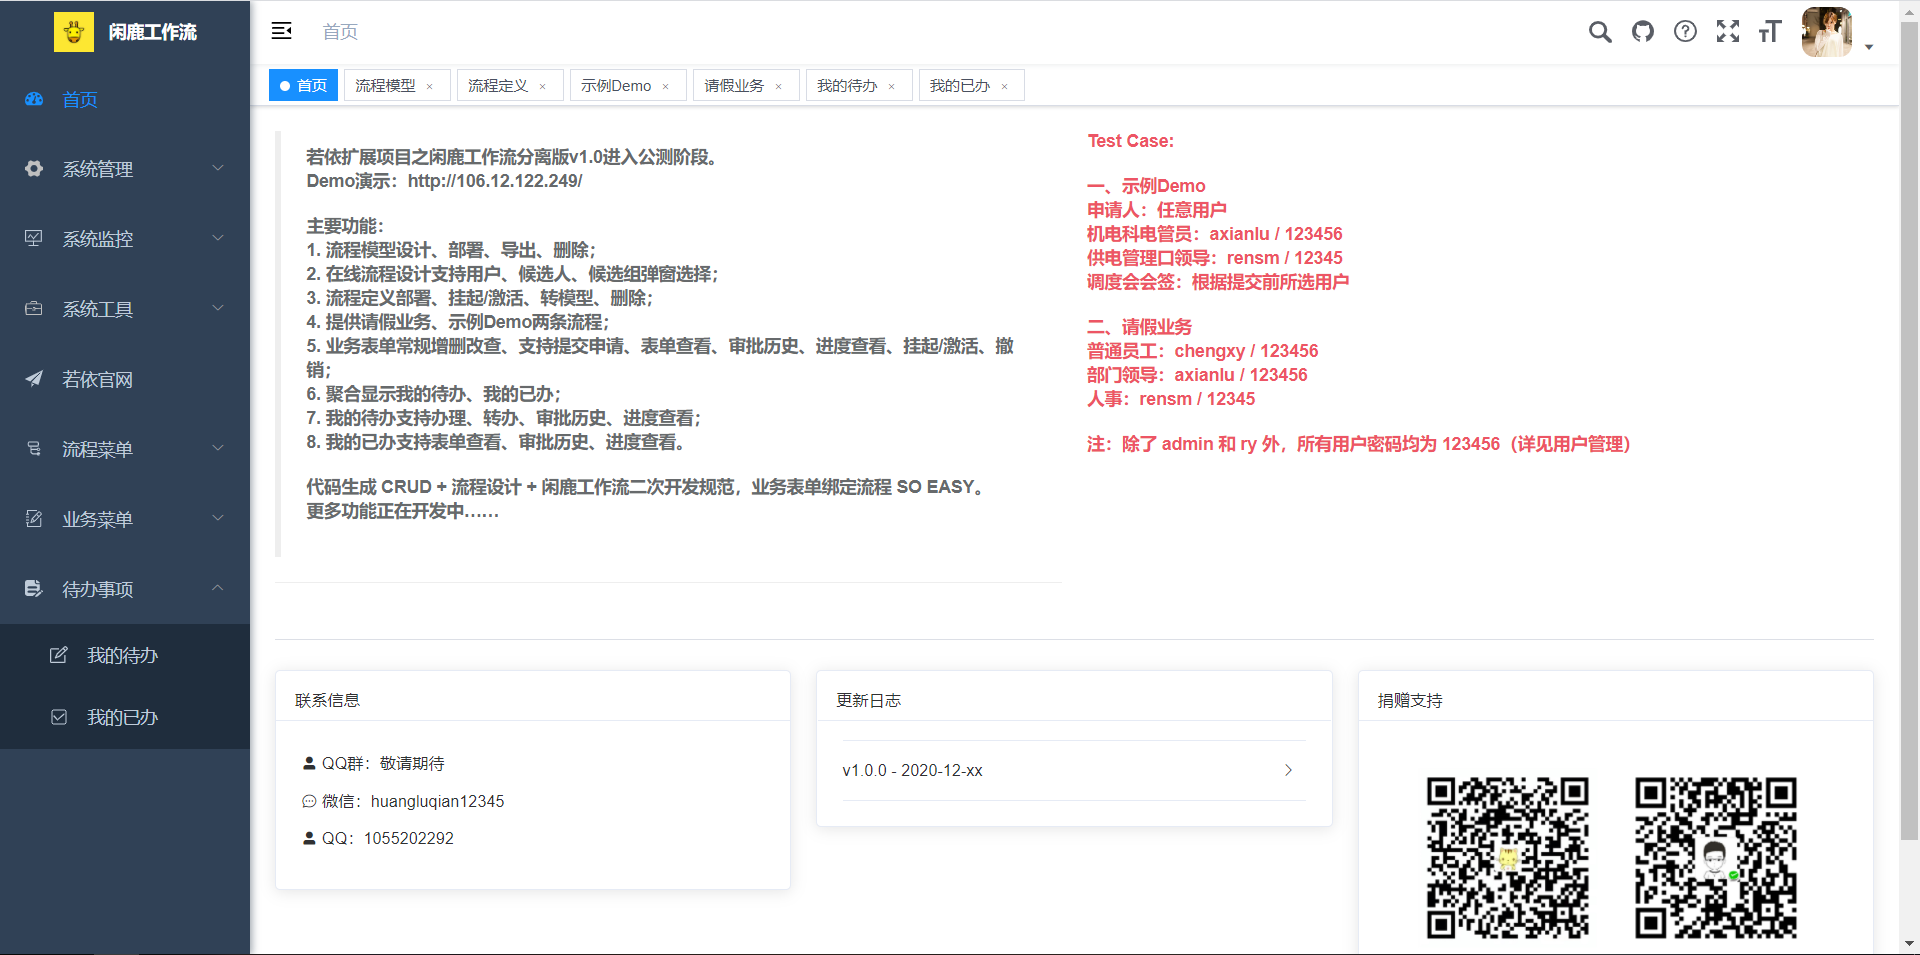 闲鹿工作流
首页
系统管理
系统监控
系统工具
若依官网
流程菜单
业务菜单
待办事项
我的待办
我的已办
首页
首页
流程模型 ×
流程定义 ×
示例Demo ×
请假业务 ×
我的待办 ×
我的已办 ×
若依扩展项目之闲鹿工作流分离版v1.0进入公测阶段。
Demo演示：http://106.12.122.249/
主要功能：
1. 流程模型设计、部署、导出、删除；
2. 在线流程设计支持用户、候选人、候选组弹窗选择；
3. 流程定义部署、挂起/激活、转模型、删除；
4. 提供请假业务、示例Demo两条流程；
5. 业务表单常规增删改查、支持提交申请、表单查看、审批历史、进度查看、挂起/激活、撤
销；
6. 聚合显示我的待办、我的已办；
7. 我的待办支持办理、转办、审批历史、进度查看；
8. 我的已办支持表单查看、审批历史、进度查看。
代码生成 CRUD + 流程设计 + 闲鹿工作流二次开发规范，业务表单绑定流程 SO EASY。
更多功能正在开发中……
Test Case:
一、示例Demo
申请人：任意用户
机电科电管员：axianlu / 123456
供电管理口领导：rensm / 12345
调度会会签：根据提交前所选用户
二、请假业务
普通员工：chengxy / 123456
部门领导：axianlu / 123456
人事：rensm / 12345
注：除了 admin 和 ry 外，所有用户密码均为 123456（详见用户管理）
联系信息
QQ群：敬请期待
微信：huangluqian12345
QQ：1055202292
更新日志
v1.0.0 - 2020-12-xx
捐赠支持